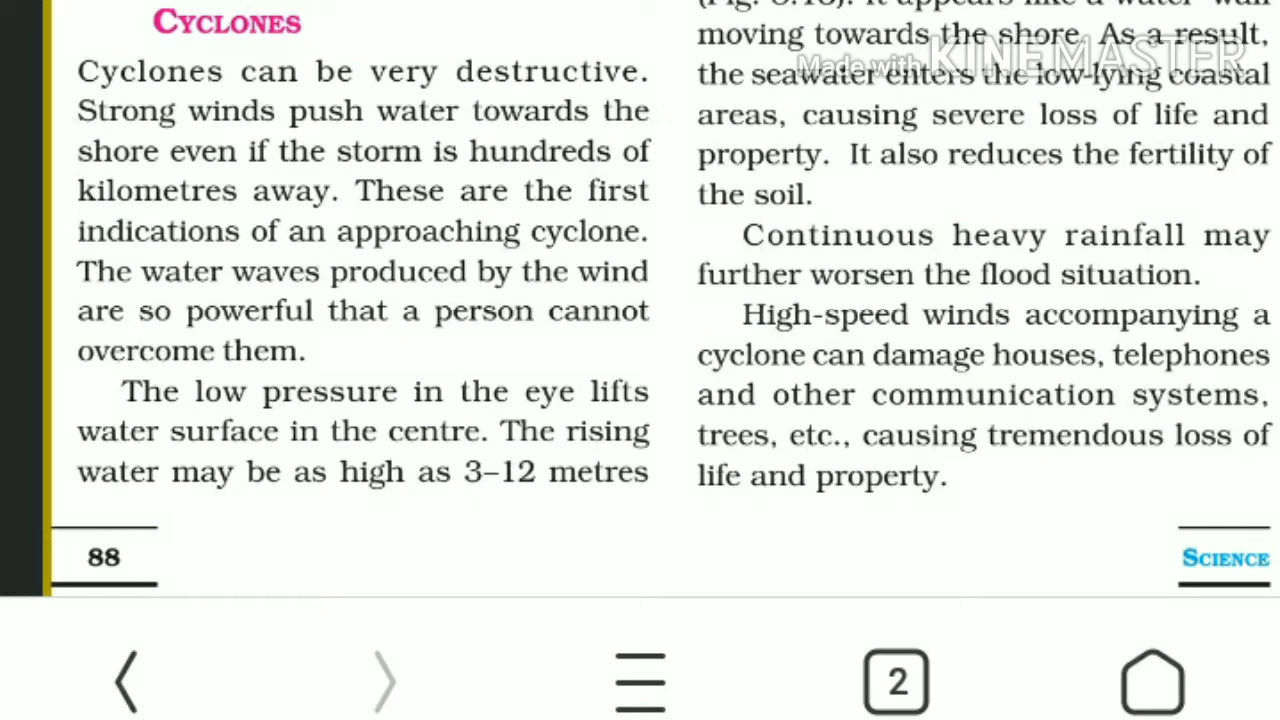 CYCLONES
Cyclones can be very destructive.
Strong winds push water towards the
shore even if the storm is hundreds of
kilometres away. These are the first
indications of an approaching cyclone.
The water waves produced by the wind
are so powerful that a person cannot
overcome them.
The low pressure in the eye lifts
water surface in the centre. The rising
water may be as high as 3–12 metres
It appears like a water-wall
moving towards the shore. As a result,
the seawater enters the low-lying coastal
areas, causing severe loss of life and
property. It also reduces the fertility of
the soil.
Continuous heavy rainfall may
further worsen the flood situation.
High-speed winds accompanying a
cyclone can damage houses, telephones
and other communication systems,
trees, etc., causing tremendous loss of
life and property.
Made with KINEMASTER
88
SCIENCE
2